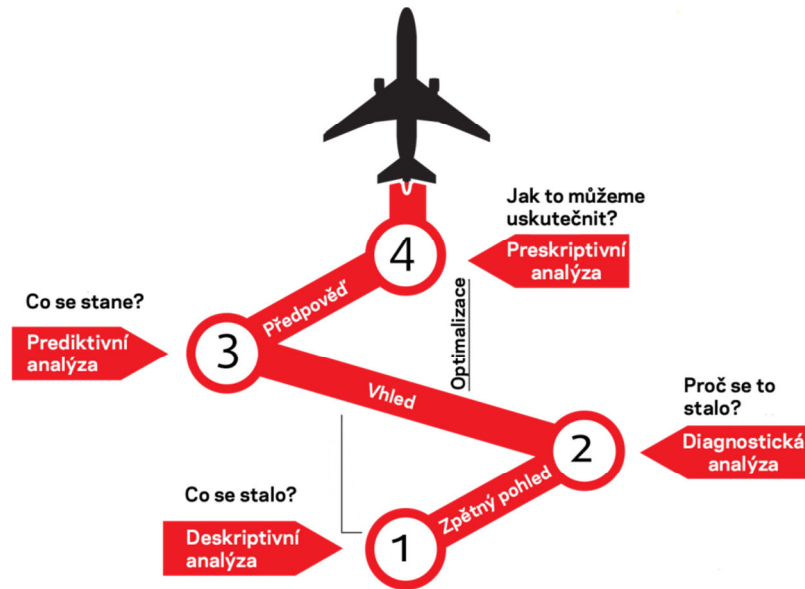 Jak to můžeme
uskutečnit?
4
Preskriptivní
analýza
Předpověď
Co se stane?
3
Prediktivní
analýza
Optimalizace
Vhled
Proč se to
stalo?
2
Diagnostická
analýza
Zpětný pohled
Co se stalo?
1
Deskriptivní
analýza